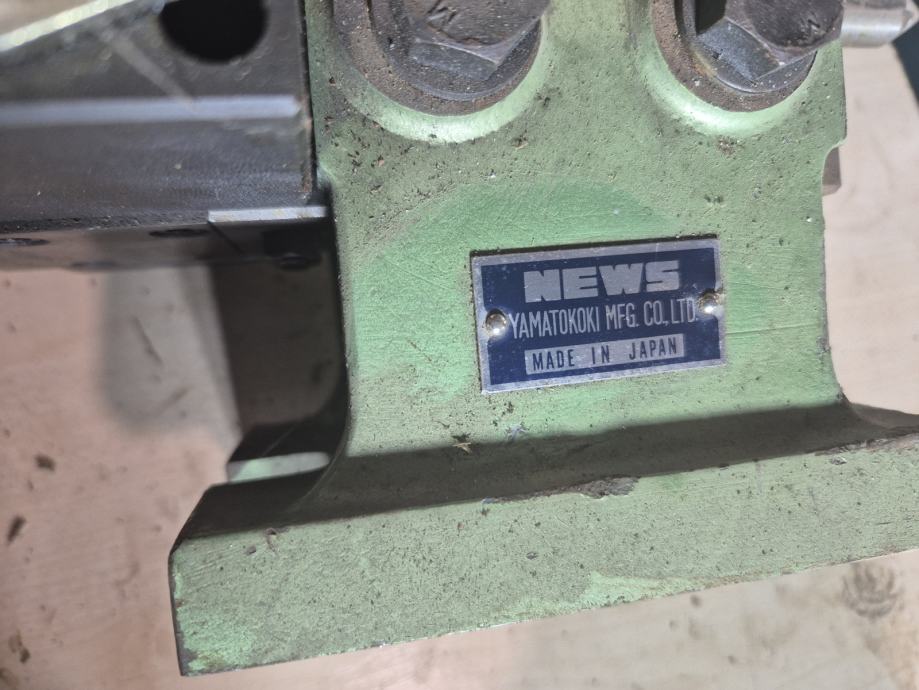 NEWS
YAMATOKOKI MFG. CO., LTD.
MADE IN JAPAN